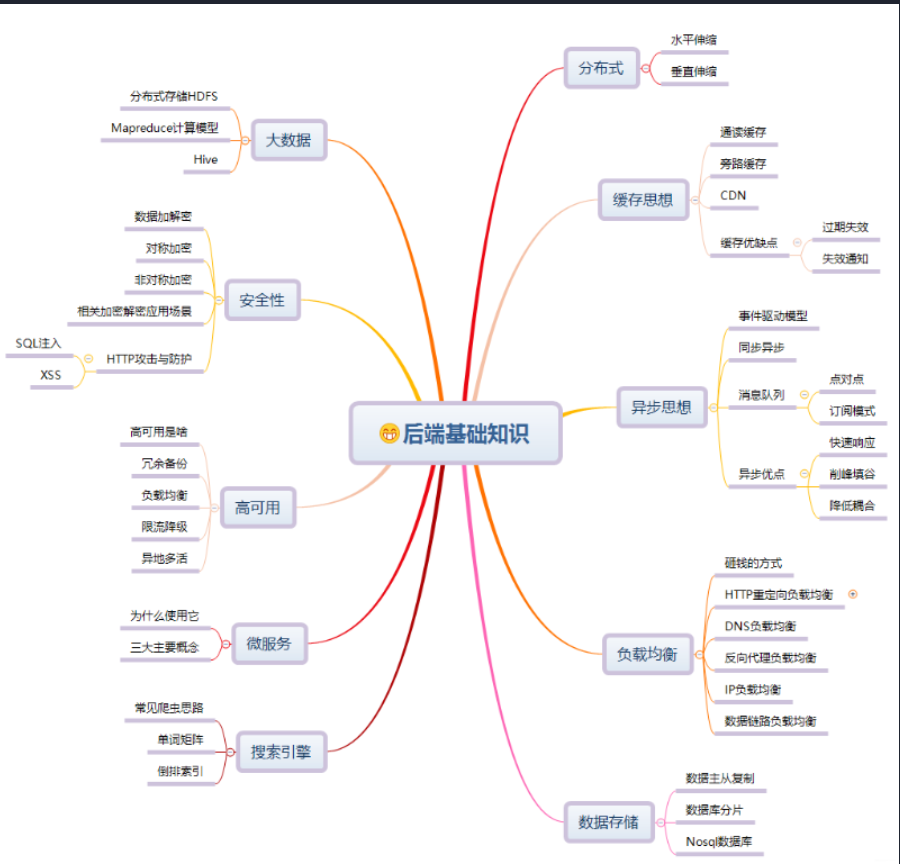 😁后端基础知识
分布式
水平伸缩
垂直伸缩
缓存思想
通读缓存
旁路缓存
CDN
缓存优缺点
过期失效
失效通知
异步思想
事件驱动模型
同步异步
消息队列
点对点
订阅模式
异步优点
快速响应
削峰填谷
降低耦合
负载均衡
砸钱的方式
HTTP重定向负载均衡
DNS负载均衡
反向代理负载均衡
IP负载均衡
数据链路负载均衡
数据存储
数据主从复制
数据库分片
Nosql数据库
大数据
分布式存储HDFS
Mapreduce计算模型
Hive
安全性
数据加解密
对称加密
非对称加密
相关加密解密应用场景
HTTP攻击与防护
SQL注入
XSS
高可用
高可用是啥
冗余备份
负载均衡
限流降级
异地多活
微服务
为什么使用它
三大主要概念
搜索引擎
常见爬虫思路
单词矩阵
倒排索引